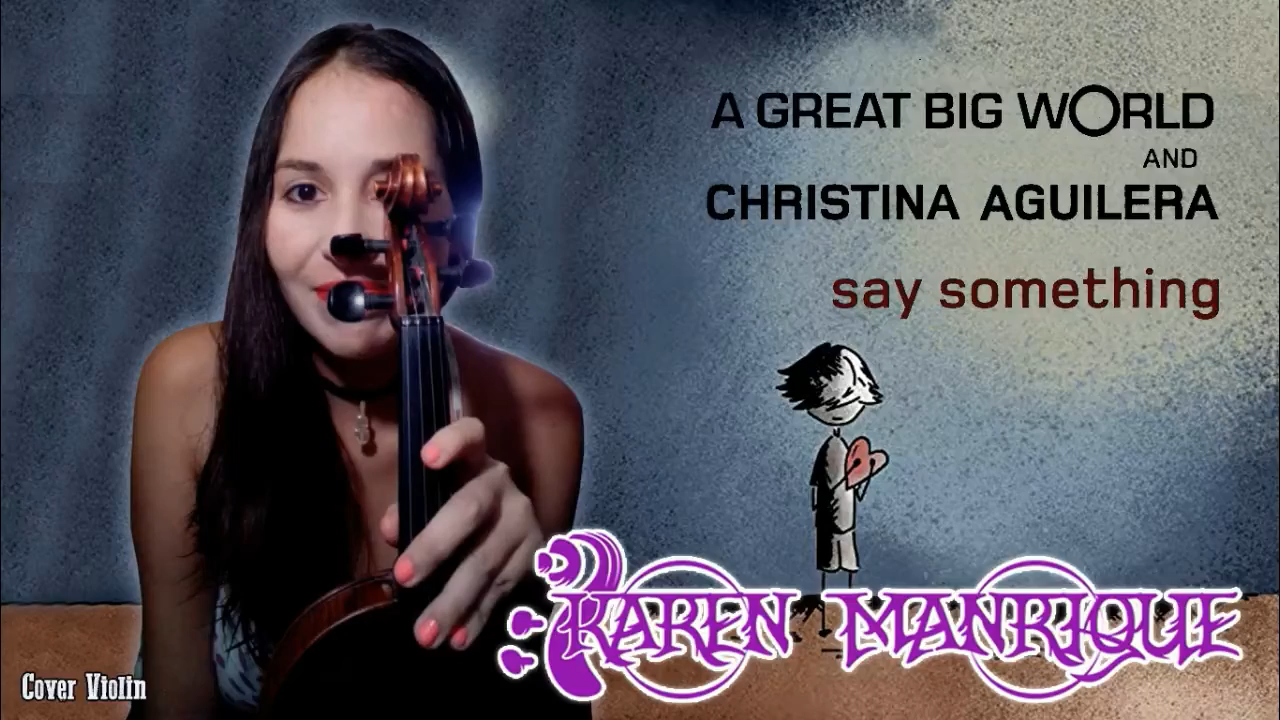 A GREAT BIG WORLD
AND
CHRISTINA AGUILERA
say something
KAREN MANRIQUE
Cover Violin